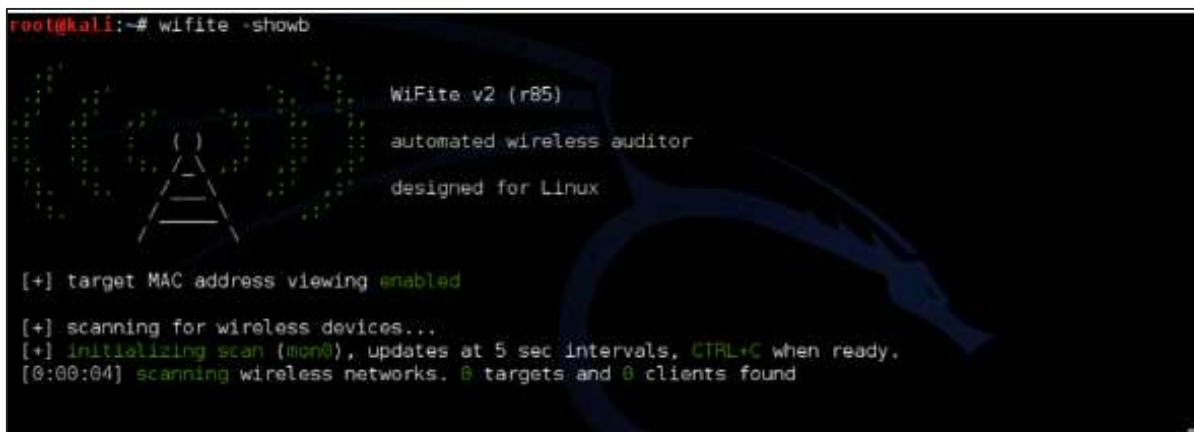 root@kali:~# wifite -showb
WiFite v2 (r85)
automated wireless auditor
designed for Linux
[+] target MAC address viewing enabled
[+] scanning for wireless devices...
[+] initializing scan (mon0), updates at 5 sec intervals, CTRL+C when ready.
[0:00:04] scanning wireless networks. 0 targets and 0 clients found